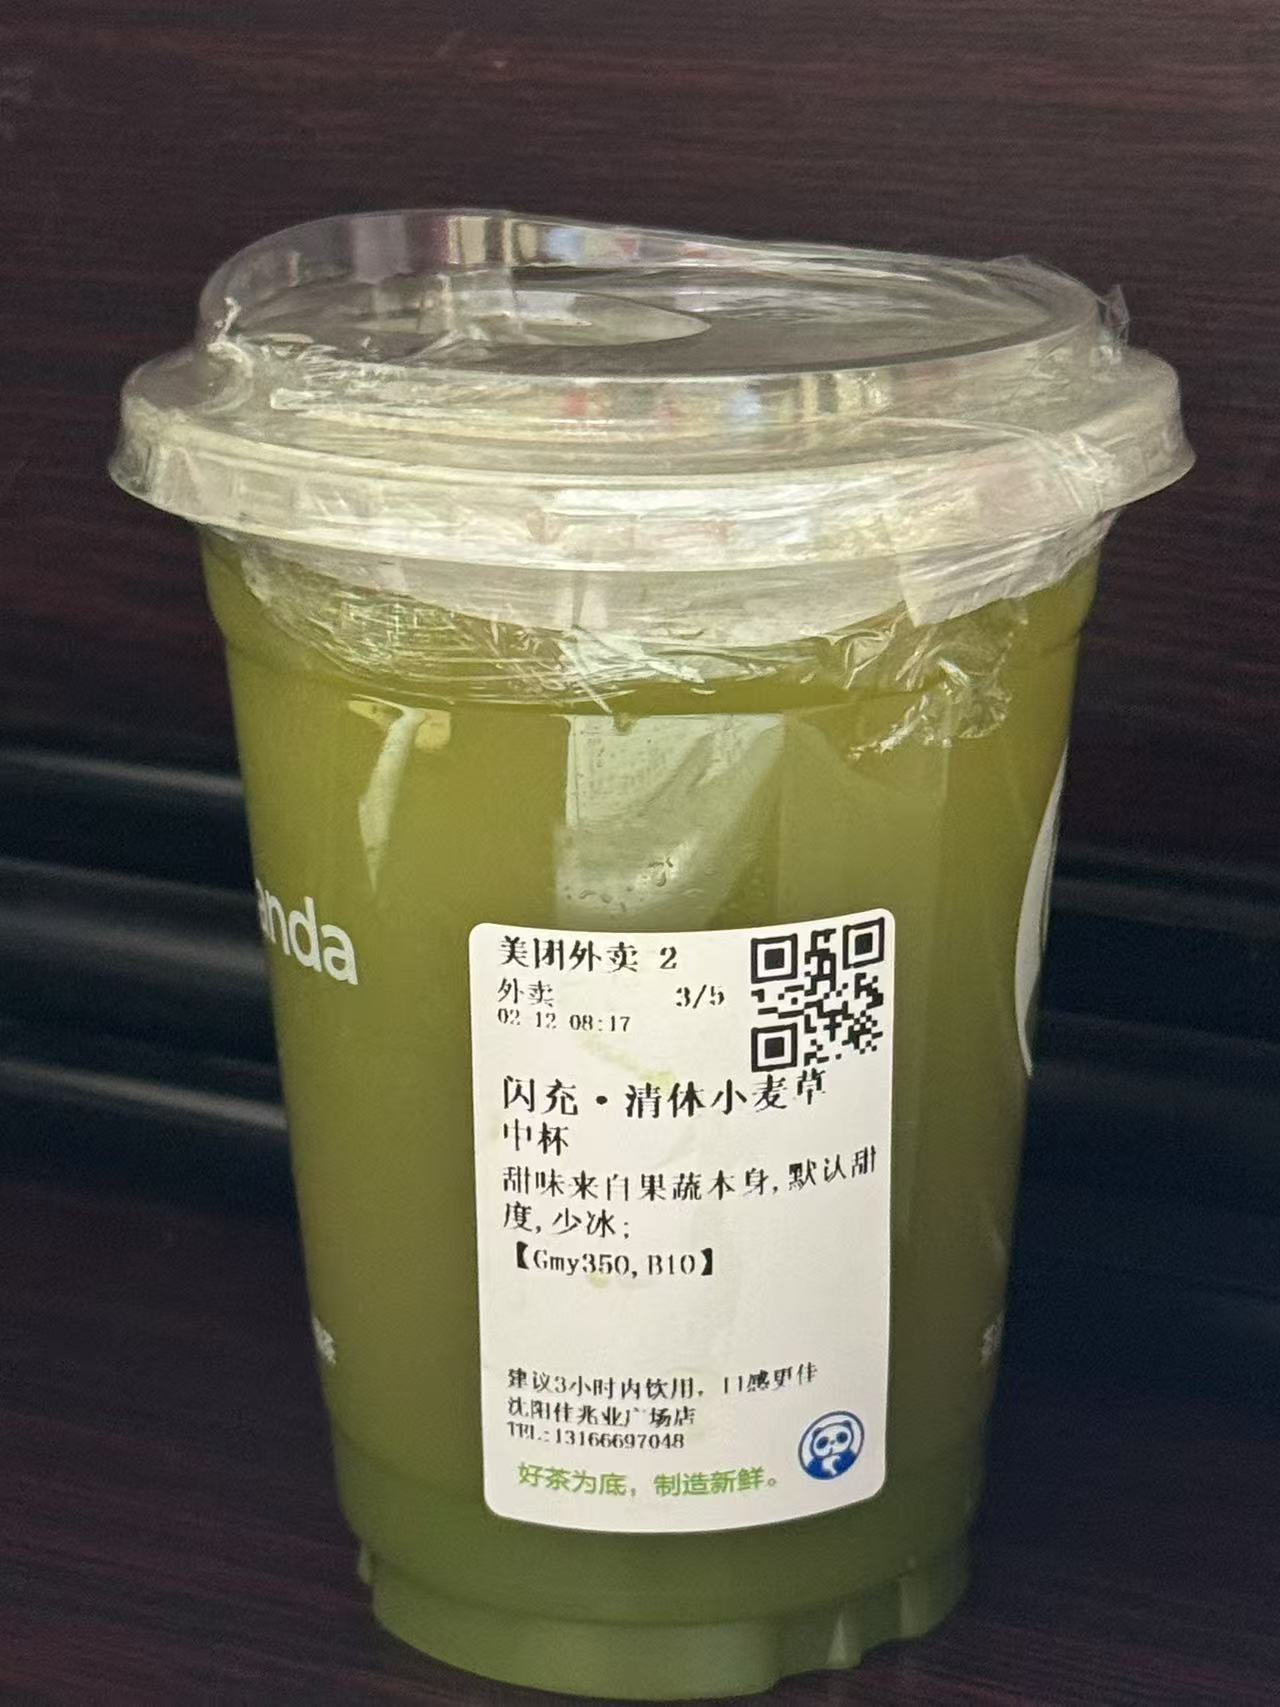 anda
美团外卖 2
外卖 3/5
02-12 08:17
闪充·清体小麦草
中杯
甜味来自果蔬本身,默认甜
度,少冰;
【Gmy350,B10】
建议3小时内饮用，口感更佳
沈阳佳兆业广场店
TEL:13166697048
好茶为底，制造新鲜。